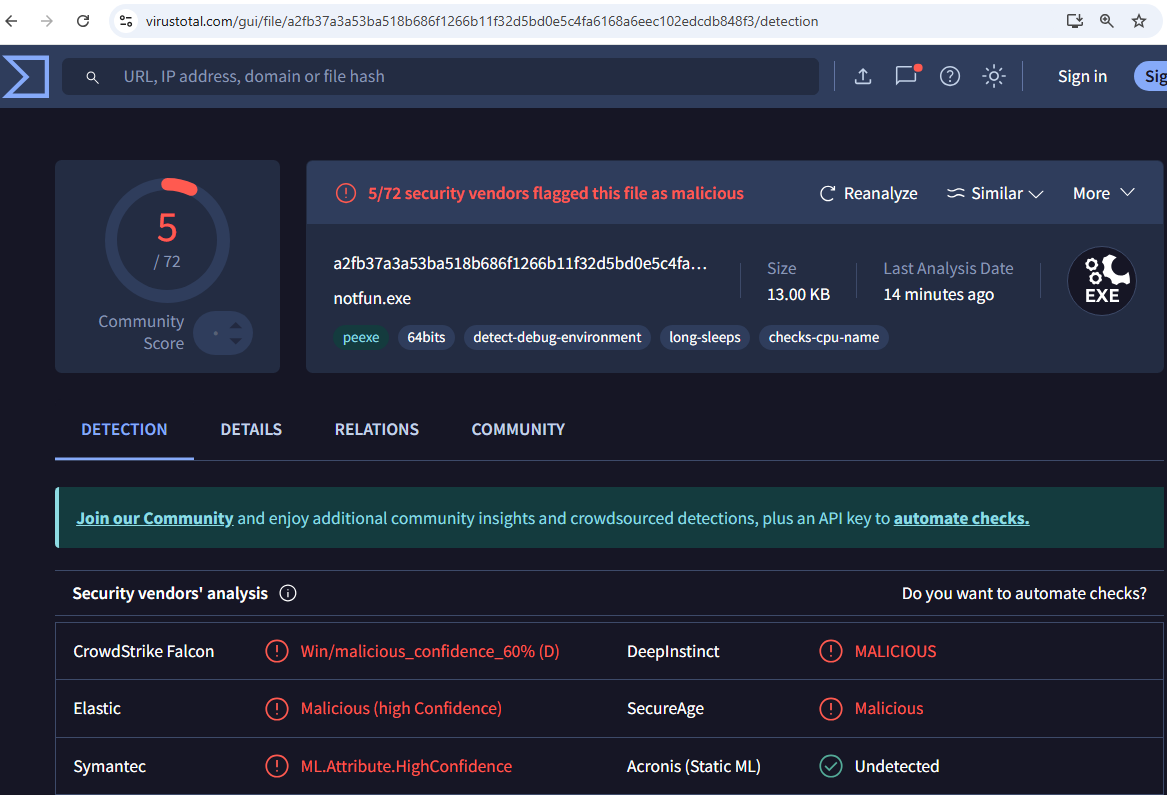 virustotal.com/gui/file/a2fb37a3a53ba518b686f1266b11f32d5bd0e5c4fa6168a6eec102edcdb848f3/detection
URL, IP address, domain or file hash
Sign in
Sig
5
/ 72
Community Score
5/72 security vendors flagged this file as malicious
Reanalyze
Similar
More
a2fb37a3a53ba518b686f1266b11f32d5bd0e5c4fa...
notfun.exe
Size
13.00 KB
Last Analysis Date
14 minutes ago
EXE
peexe
64bits
detect-debug-environment
long-sleeps
checks-cpu-name
DETECTION
DETAILS
RELATIONS
COMMUNITY
Join our Community and enjoy additional community insights and crowdsourced detections, plus an API key to automate checks.
Security vendors' analysis
Do you want to automate checks?
CrowdStrike Falcon
Win/malicious_confidence_60% (D)
DeepInstinct
MALICIOUS
Elastic
Malicious (high Confidence)
SecureAge
Malicious
Symantec
ML.Attribute.HighConfidence
Acronis (Static ML)
Undetected